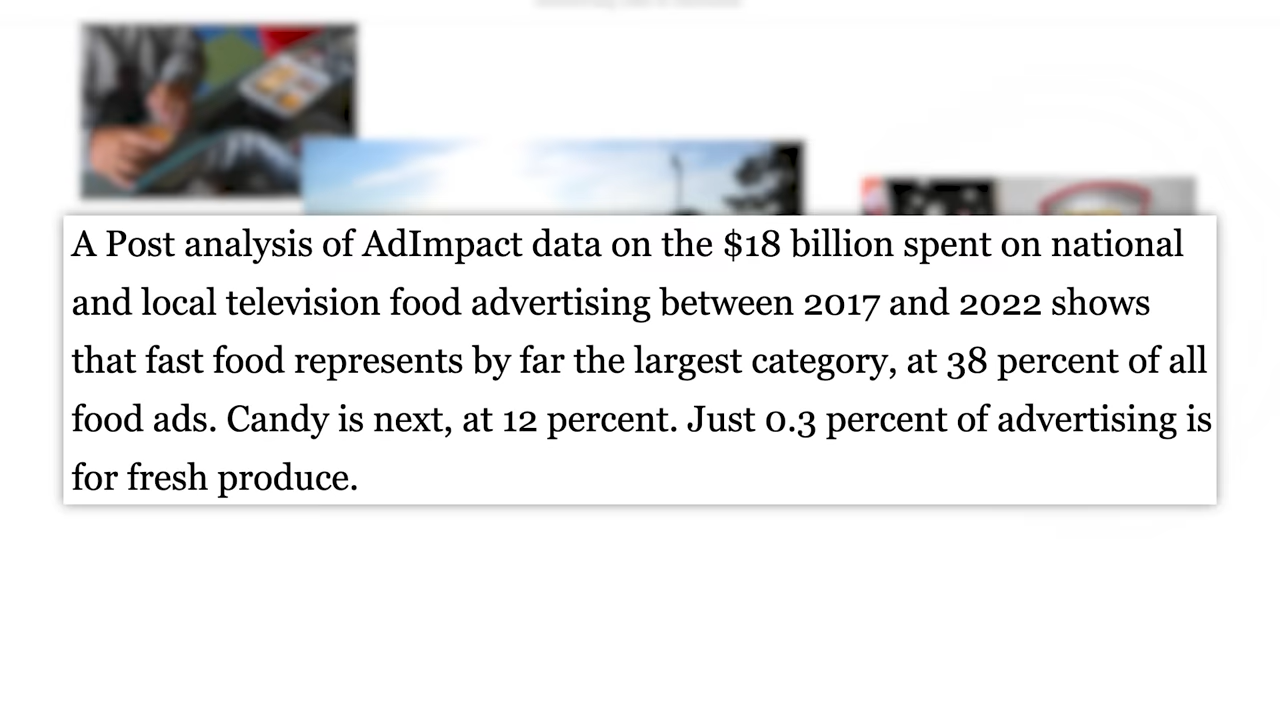 A Post analysis of AdImpact data on the $18 billion spent on national
and local television food advertising between 2017 and 2022 shows
that fast food represents by far the largest category, at 38 percent of all
food ads. Candy is next, at 12 percent. Just 0.3 percent of advertising is
for fresh produce.